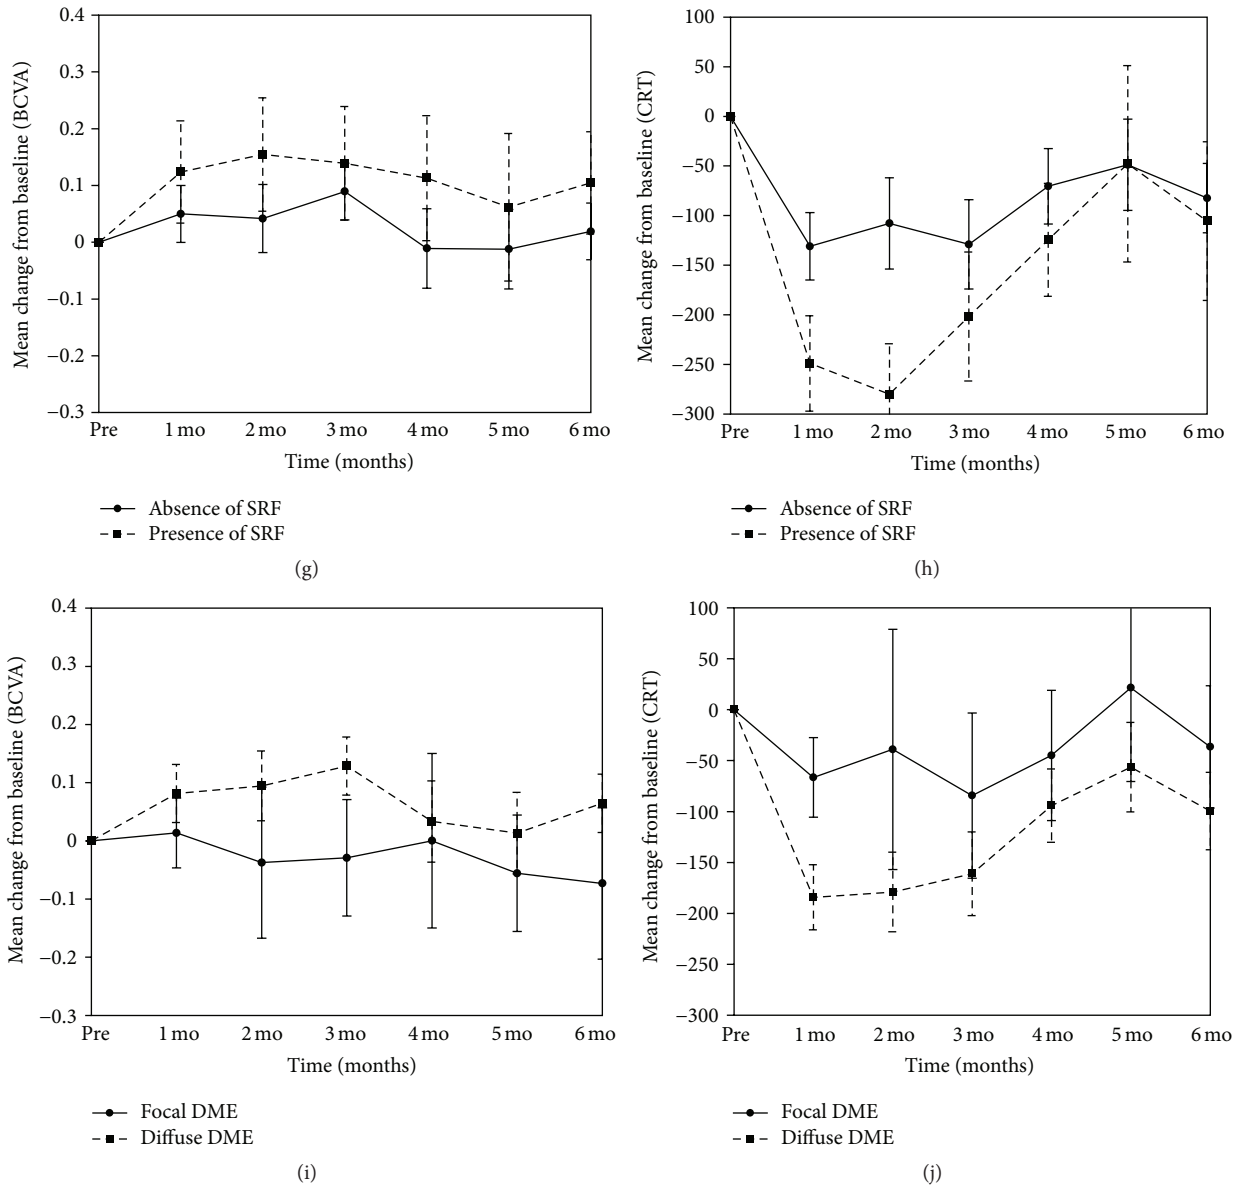 Mean change from baseline (BCVA)
0.4
0.3
0.2
0.1
0
−0.1
−0.2
−0.3
Pre 1 mo 2 mo 3 mo 4 mo 5 mo 6 mo
Time (months)
Absence of SRF
Presence of SRF
(g)
Mean change from baseline (CRT)
100
50
0
−50
−100
−150
−200
−250
−300
Pre 1 mo 2 mo 3 mo 4 mo 5 mo 6 mo
Time (months)
Absence of SRF
Presence of SRF
(h)
Mean change from baseline (BCVA)
0.4
0.3
0.2
0.1
0
−0.1
−0.2
−0.3
Pre 1 mo 2 mo 3 mo 4 mo 5 mo 6 mo
Time (months)
Focal DME
Diffuse DME
(i)
Mean change from baseline (CRT)
100
50
0
−50
−100
−150
−200
−250
−300
Pre 1 mo 2 mo 3 mo 4 mo 5 mo 6 mo
Time (months)
Focal DME
Diffuse DME
(j)